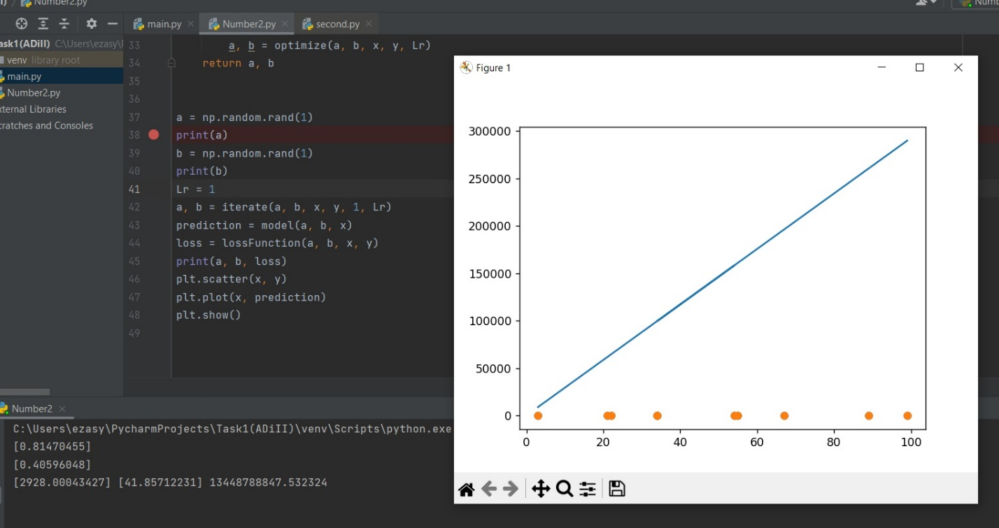 Number2.py
Numb
main.py
Number2.py
second.py
ask1(ADiII) C:\Users\ezasy\
venv library root
main.py
Number2.py
xternal Libraries
cratches and Consoles
33 a, b = optimize(a, b, x, y, Lr)
34 return a, b
35
36
37 a = np.random.rand(1)
38 print(a)
39 b = np.random.rand(1)
40 print(b)
41 Lr = 1
42 a, b = iterate(a, b, x, y, 1, Lr)
43 prediction = model(a, b, x)
44 loss = lossFunction(a, b, x, y)
45 print(a, b, loss)
46 plt.scatter(x, y)
47 plt.plot(x, prediction)
48 plt.show()
49
Figure 1
300000
250000
200000
150000
100000
50000
0
0 20 40 60 80 100
Number2
C:\Users\ezasy\PycharmProjects\Task1(ADiII)\venv\Scripts\python.exe
[0.81470455]
[0.40596048]
[2928.00043427] [41.85712231] 13448788847.532324